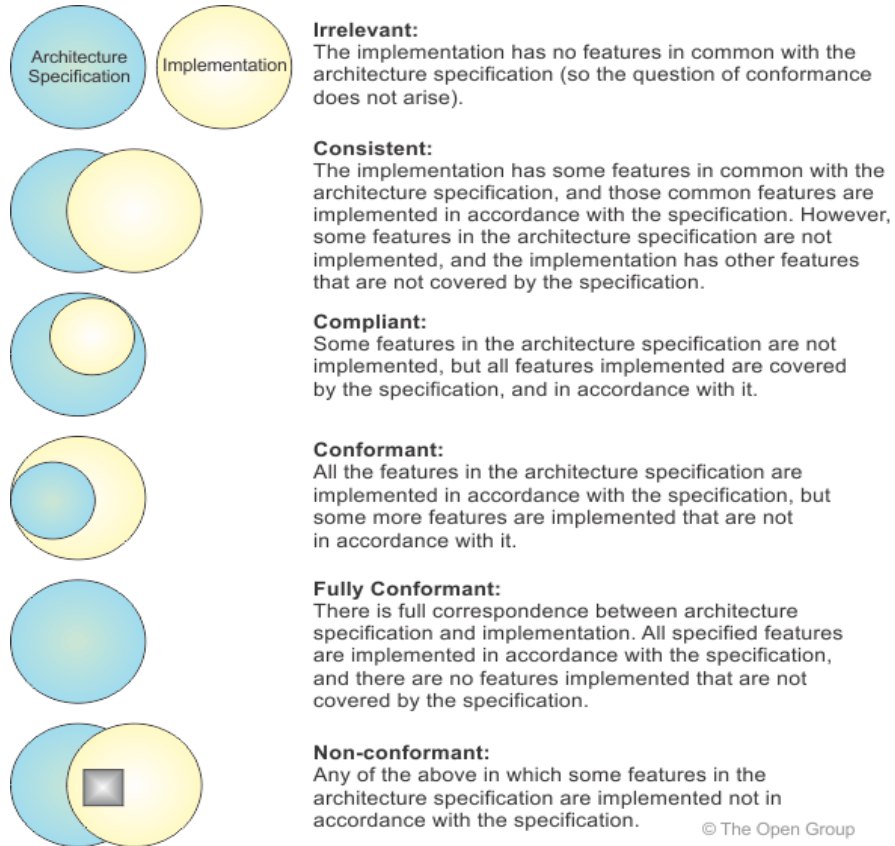 Architecture
Specification
Implementation
Irrelevant:
The implementation has no features in common with the
architecture specification (so the question of conformance
does not arise).
Consistent:
The implementation has some features in common with the
architecture specification, and those common features are
implemented in accordance with the specification. However,
some features in the architecture specification are not
implemented, and the implementation has other features
that are not covered by the specification.
Compliant:
Some features in the architecture specification are not
implemented, but all features implemented are covered
by the specification, and in accordance with it.
Conformant:
All the features in the architecture specification are
implemented in accordance with the specification, but
some more features are implemented that are not
in accordance with it.
Fully Conformant:
There is full correspondence between architecture
specification and implementation. All specified features
are implemented in accordance with the specification,
and there are no features implemented that are not
covered by the specification.
Non-conformant:
Any of the above in which some features in the
architecture specification are implemented not in
accordance with the specification.
© The Open Group